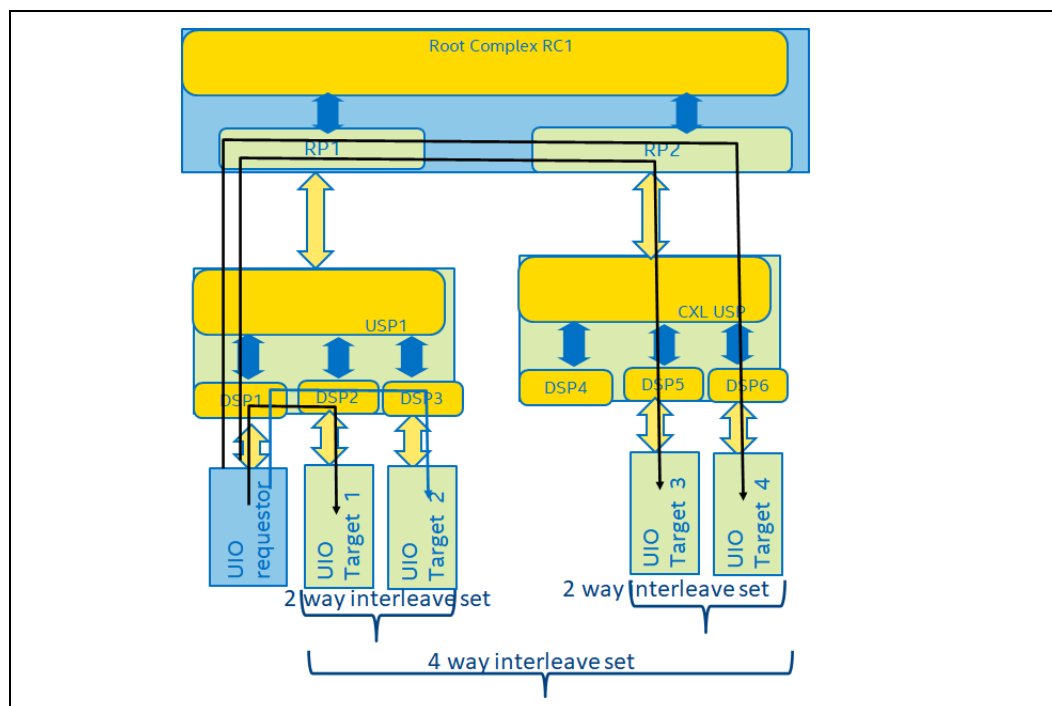 Root Complex RC1
RP1
RP2
USP1
CXL USP
DSP1
DSP2
DSP3
DSP4
DSP5
DSP6
UIO
requestor
UIO
Target 1
UIO
Target 2
UIO
Target 3
UIO
Target 4
2 way interleave set
2 way interleave set
4 way interleave set